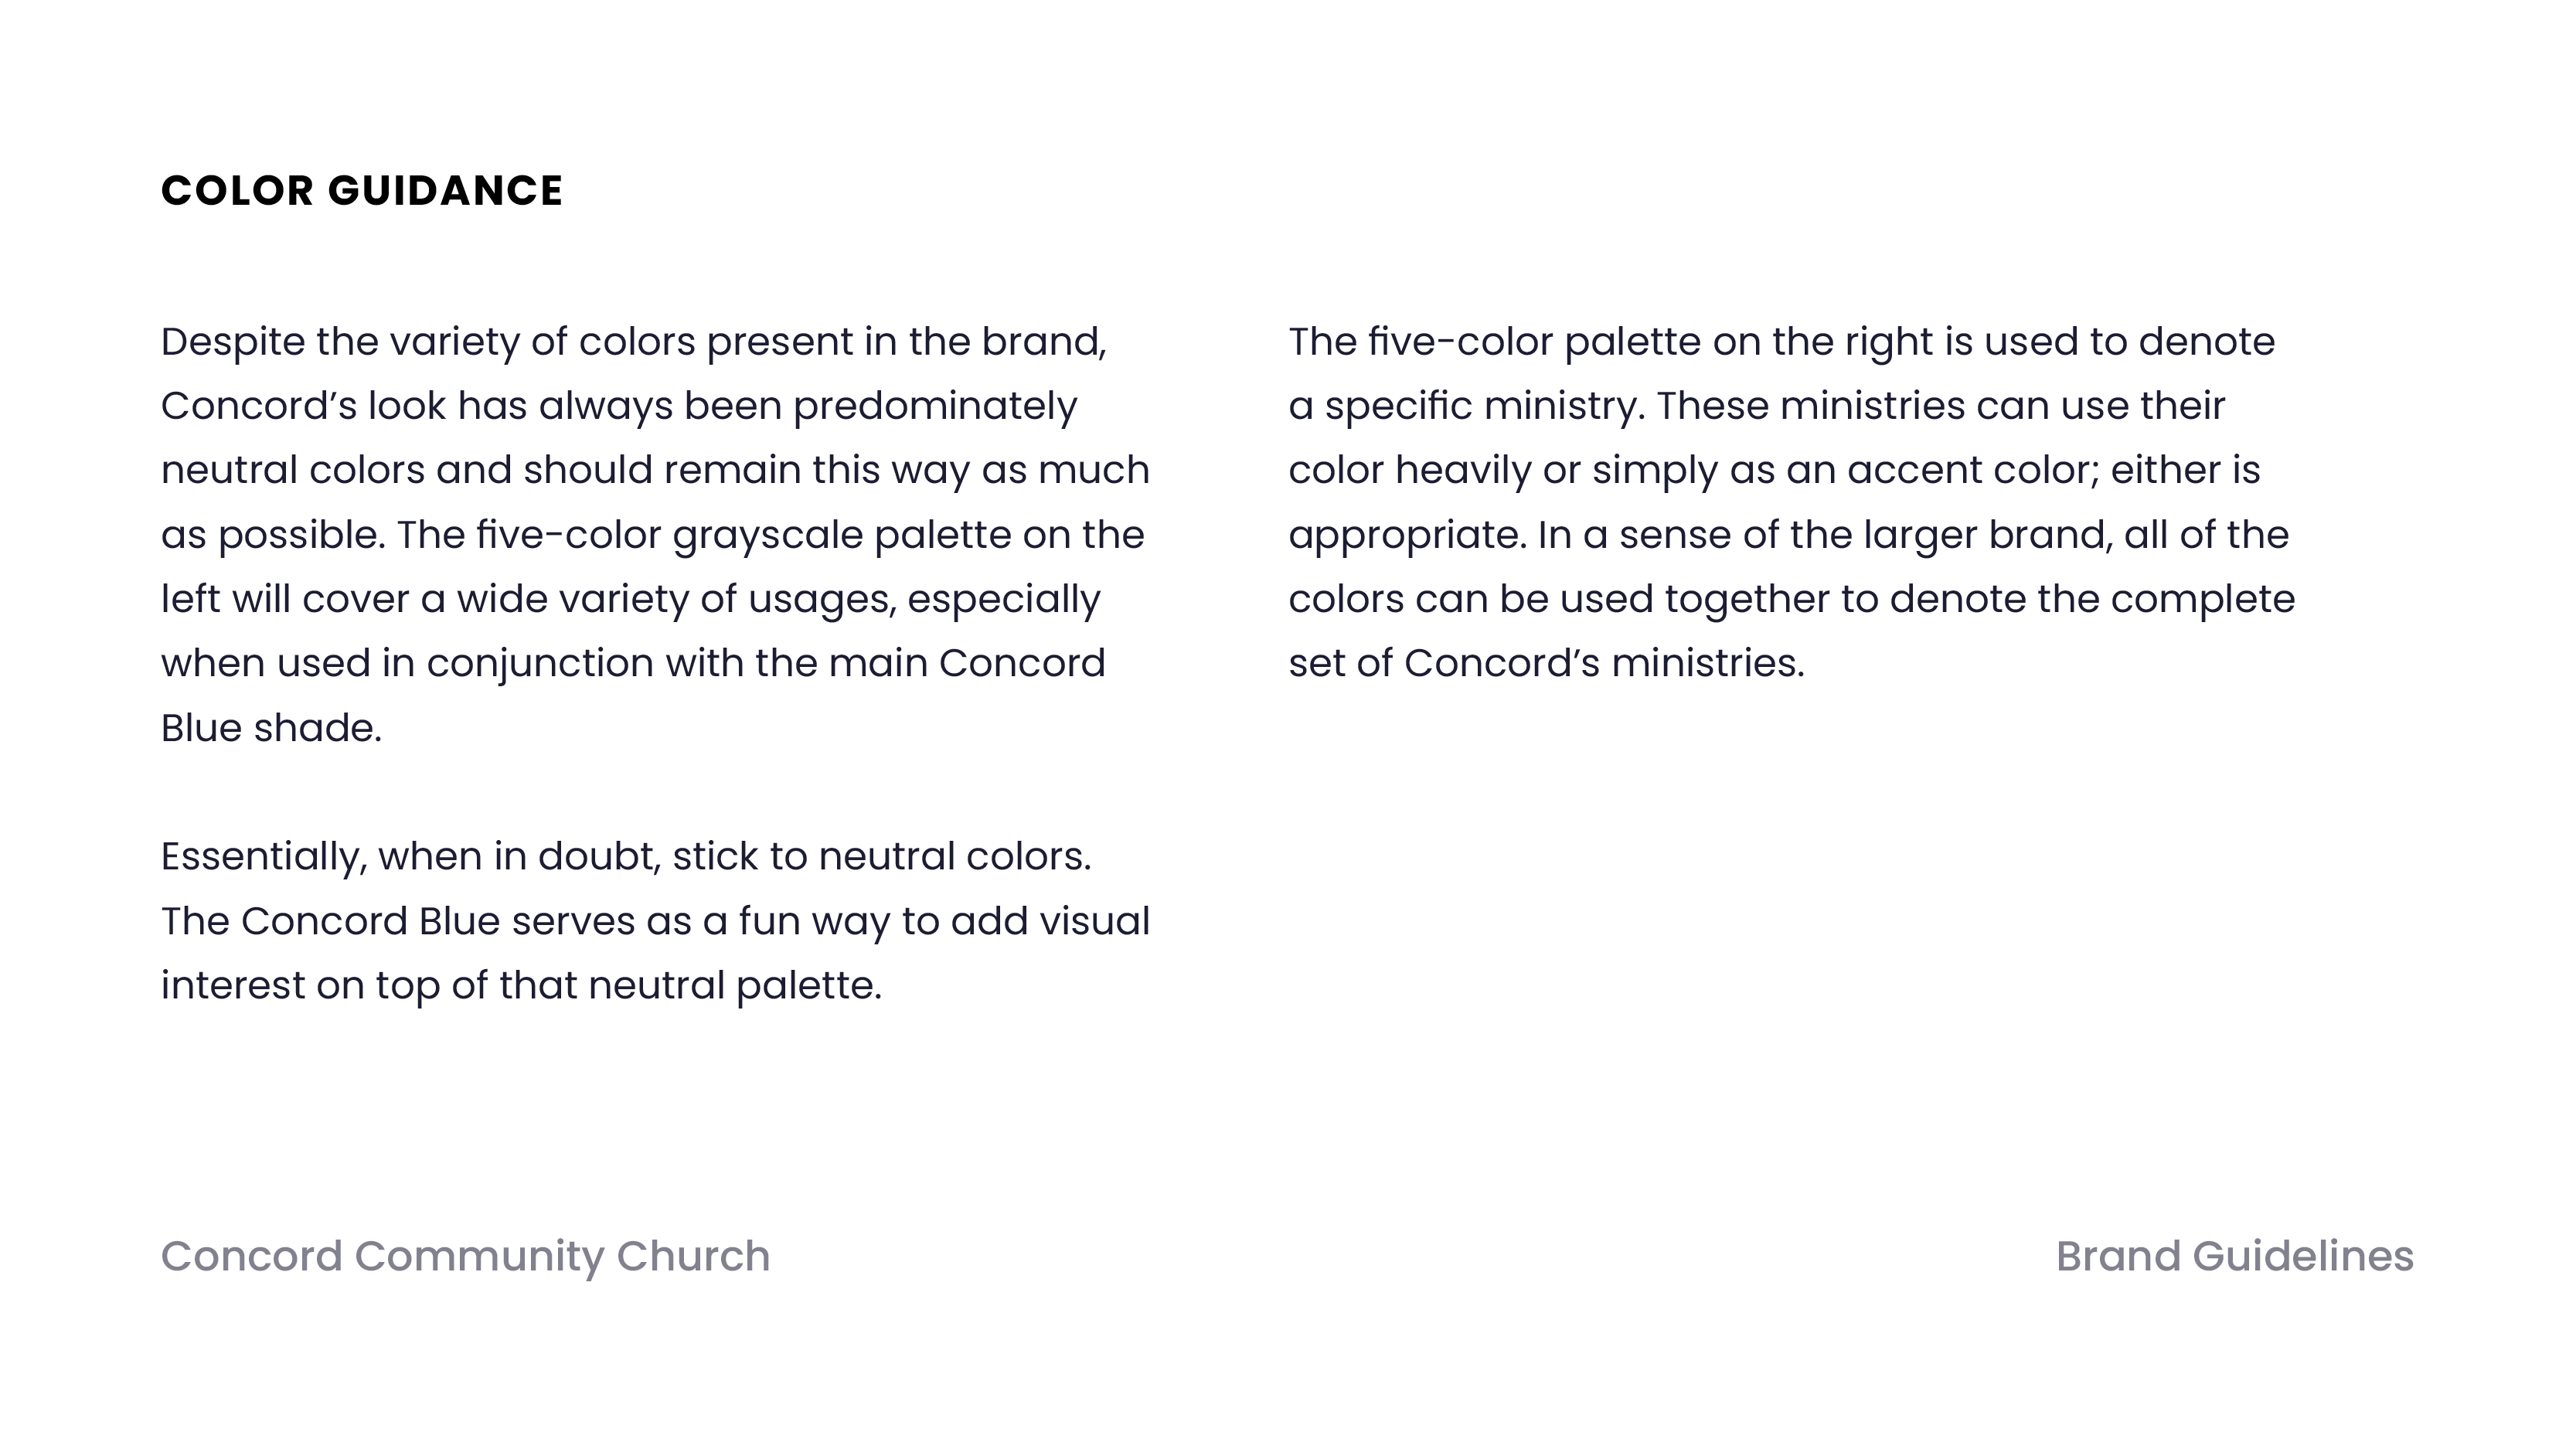 COLOR GUIDANCE
Despite the variety of colors present in the brand,
Concord’s look has always been predominately
neutral colors and should remain this way as much
as possible. The five-color grayscale palette on the
left will cover a wide variety of usages, especially
when used in conjunction with the main Concord
Blue shade.
Essentially, when in doubt, stick to neutral colors.
The Concord Blue serves as a fun way to add visual
interest on top of that neutral palette.
The five-color palette on the right is used to denote
a specific ministry. These ministries can use their
color heavily or simply as an accent color; either is
appropriate. In a sense of the larger brand, all of the
colors can be used together to denote the complete
set of Concord’s ministries.
Concord Community Church
Brand Guidelines